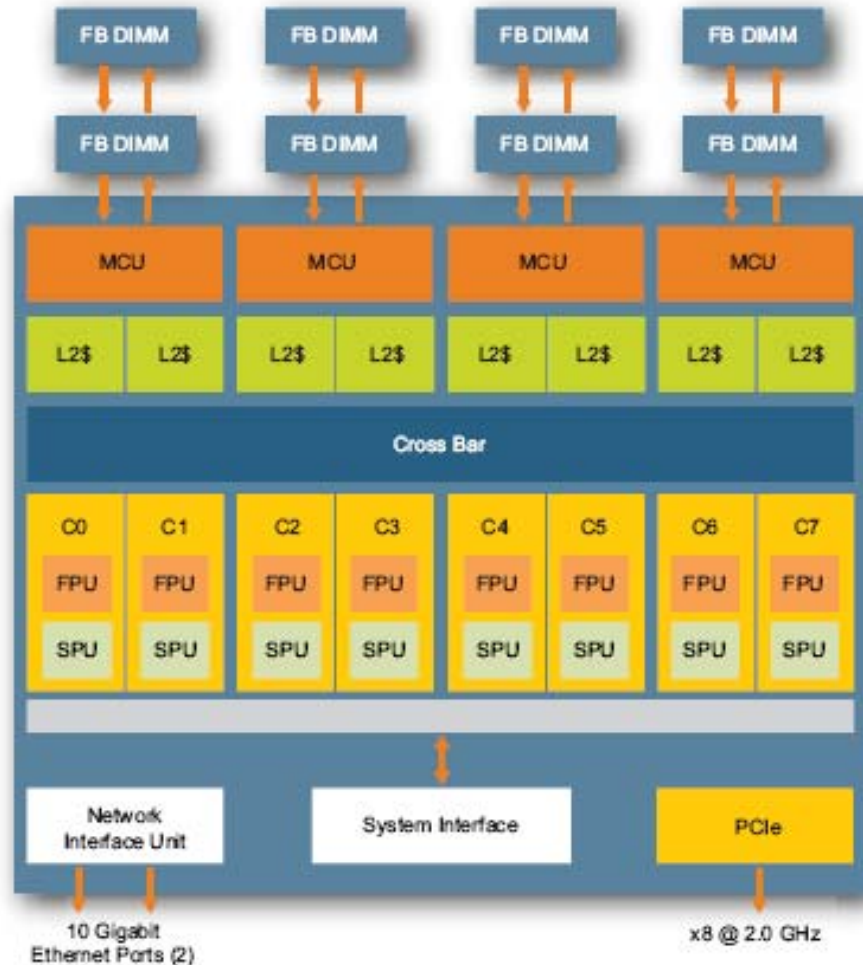 FB DIMM FB DIMM FB DIMM FB DIMM
FB DIMM FB DIMM FB DIMM FB DIMM
MCU MCU MCU MCU
L2$ L2$ L2$ L2$ L2$ L2$ L2$ L2$
Cross Bar
C0 C1 C2 C3 C4 C5 C6 C7
FPU FPU FPU FPU FPU FPU FPU FPU
SPU SPU SPU SPU SPU SPU SPU SPU
Network
Interface Unit
System Interface
PCIe
10 Gigabit
Ethernet Ports (2)
x8 @ 2.0 GHz